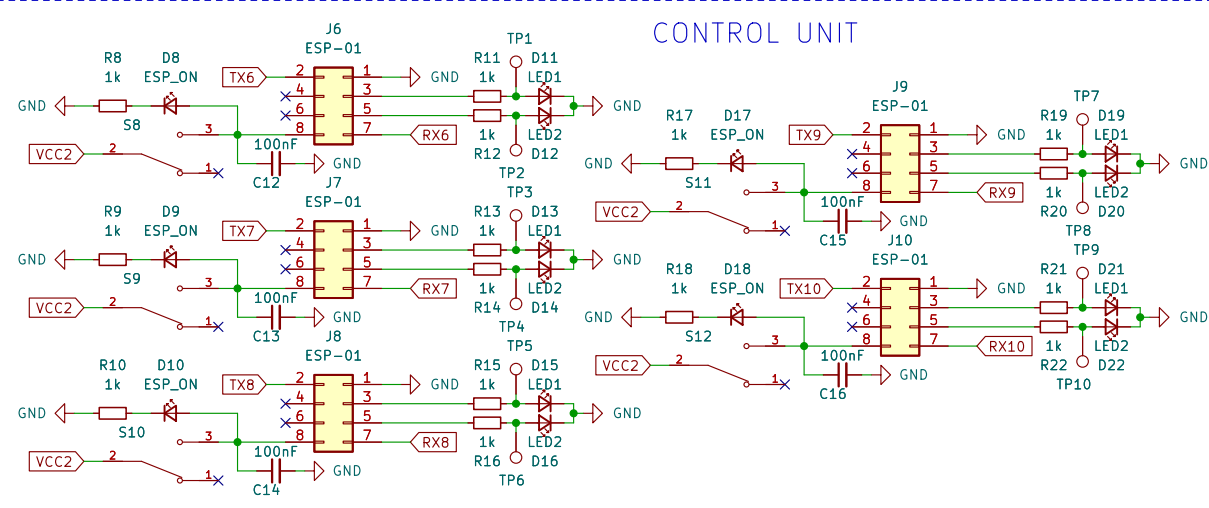 CONTROL UNIT
J6
ESP-01
R8
1k
D8
ESP_ON
TX6
2
4
6
8
1
3
5
7
GND
R11
1k
TP1
D11
LED1
GND
GND
S8
3
VCC2
2
1
100nF
C12
GND
RX6
1k
R12
LED2
D12
TP2
J7
ESP-01
R9
1k
D9
ESP_ON
TX7
2
4
6
8
1
3
5
7
GND
R13
1k
TP3
D13
LED1
GND
GND
S9
3
VCC2
2
1
100nF
C13
GND
RX7
1k
R14
LED2
D14
TP4
J8
ESP-01
R10
1k
D10
ESP_ON
TX8
2
4
6
8
1
3
5
7
GND
R15
1k
TP5
D15
LED1
GND
GND
S10
3
VCC2
2
1
100nF
C14
GND
RX8
1k
R16
LED2
D16
TP6
J9
ESP-01
R17
1k
D17
ESP_ON
TX9
2
4
6
8
1
3
5
7
GND
R19
1k
TP7
D19
LED1
GND
GND
S11
3
VCC2
2
1
100nF
C15
GND
RX9
1k
R20
LED2
D20
TP8
J10
ESP-01
R18
1k
D18
ESP_ON
TX10
2
4
6
8
1
3
5
7
GND
R21
1k
TP9
D21
LED1
GND
GND
S12
3
VCC2
2
1
100nF
C16
GND
RX10
1k
R22
LED2
D22
TP10